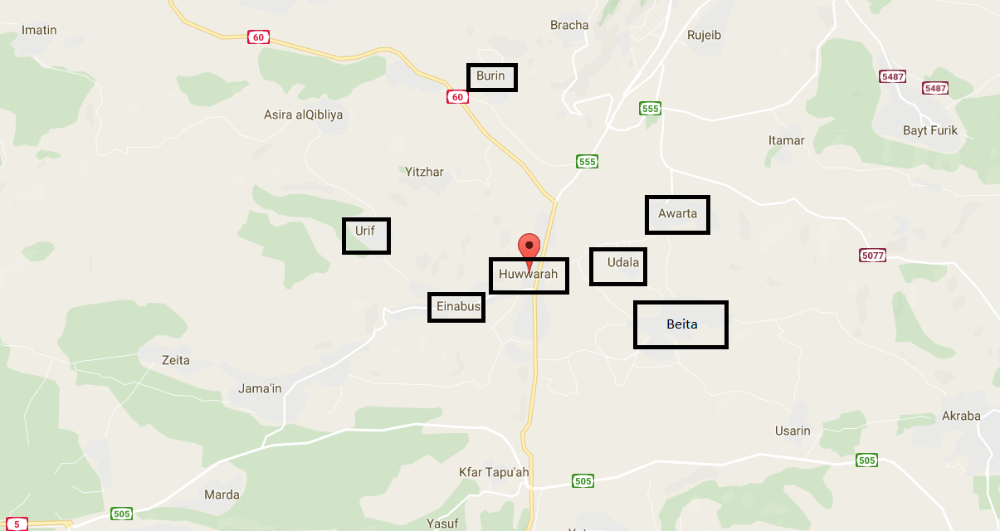 Imatin
Bracha
Rujeib
60
Burin
5487
5487
60
555
Asira alQibliya
Bayt Furik
Itamar
555
Yitzhar
Awarta
Urif
5077
Udala
Huwwarah
Einabus
Beita
Zeita
Jama'in
Akraba
Usarin
505
Kfar Tapu'ah
505
Marda
505
5
Yasuf